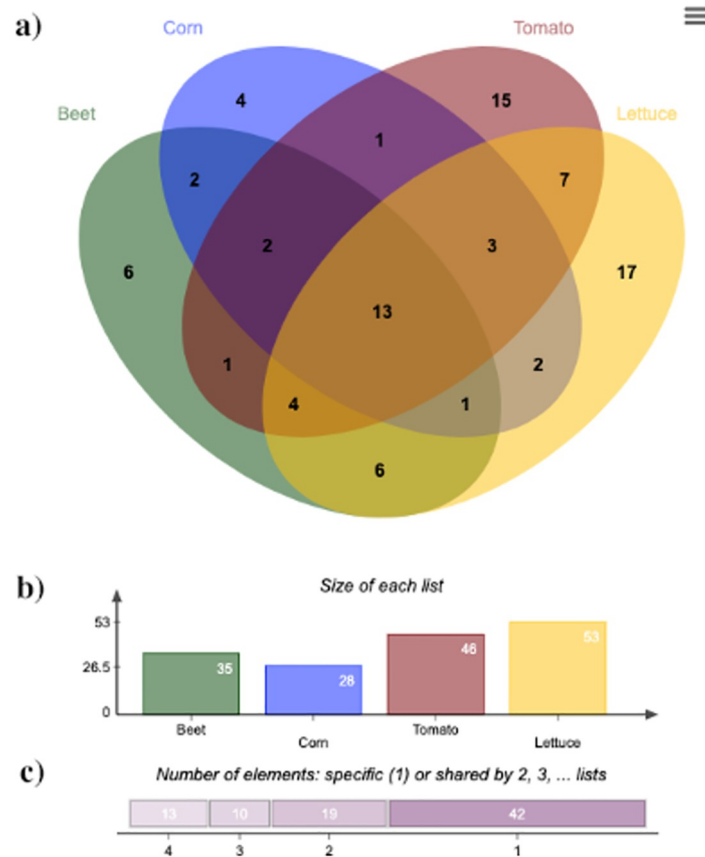 a)
Corn
Tomato
Beet
Lettuce
4
15
1
2
7
2
3
6
17
13
1
2
4
1
6
b)
Size of each list
53
26.5
0
35
28
46
53
Beet
Corn
Tomato
Lettuce
c)
Number of elements: specific (1) or shared by 2, 3, ... lists
13 10 19 42
4 3 2 1